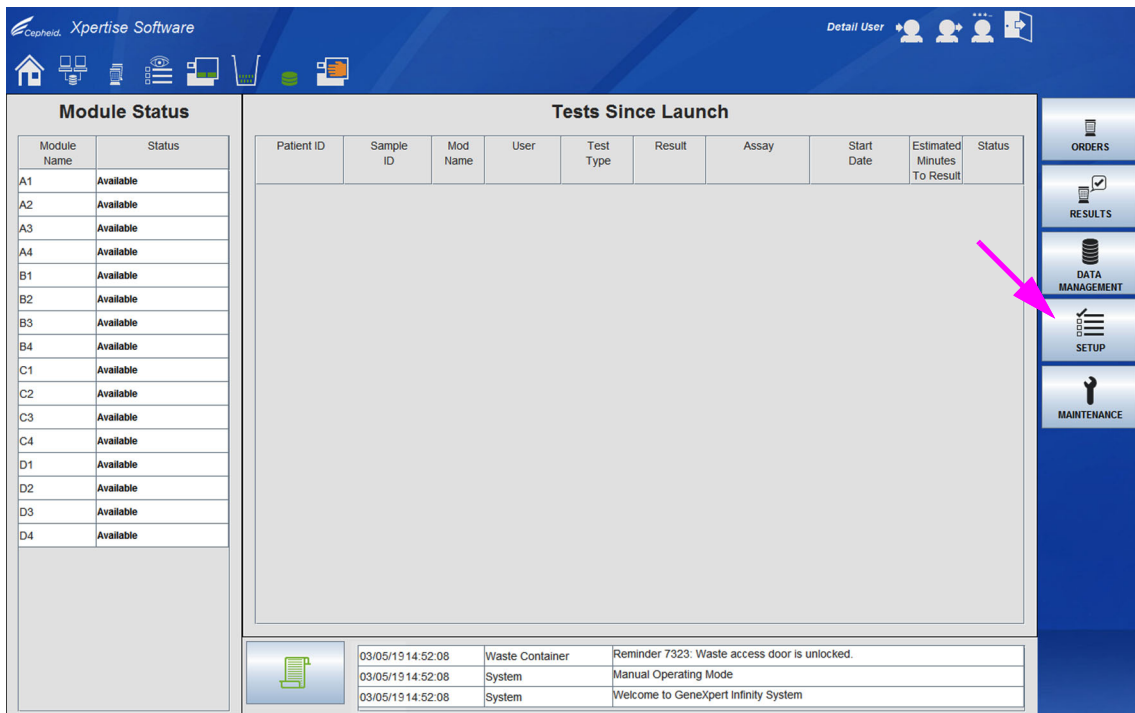 Cepheid. Xpertise Software
Detail User
Module Status
Module Name
Status
A1 Available
A2 Available
A3 Available
A4 Available
B1 Available
B2 Available
B3 Available
B4 Available
C1 Available
C2 Available
C3 Available
C4 Available
D1 Available
D2 Available
D3 Available
D4 Available
Tests Since Launch
Patient ID
Sample
ID
Mod
Name
User
Test
Type
Result
Assay
Start
Date
Estimated
Minutes
To Result
Status
03/05/19 14:52:08 Waste Container Reminder 7323: Waste access door is unlocked.
03/05/19 14:52:08 System Manual Operating Mode
03/05/19 14:52:08 System Welcome to GeneXpert Infinity System
ORDERS
RESULTS
DATA
MANAGEMENT
SETUP
MAINTENANCE